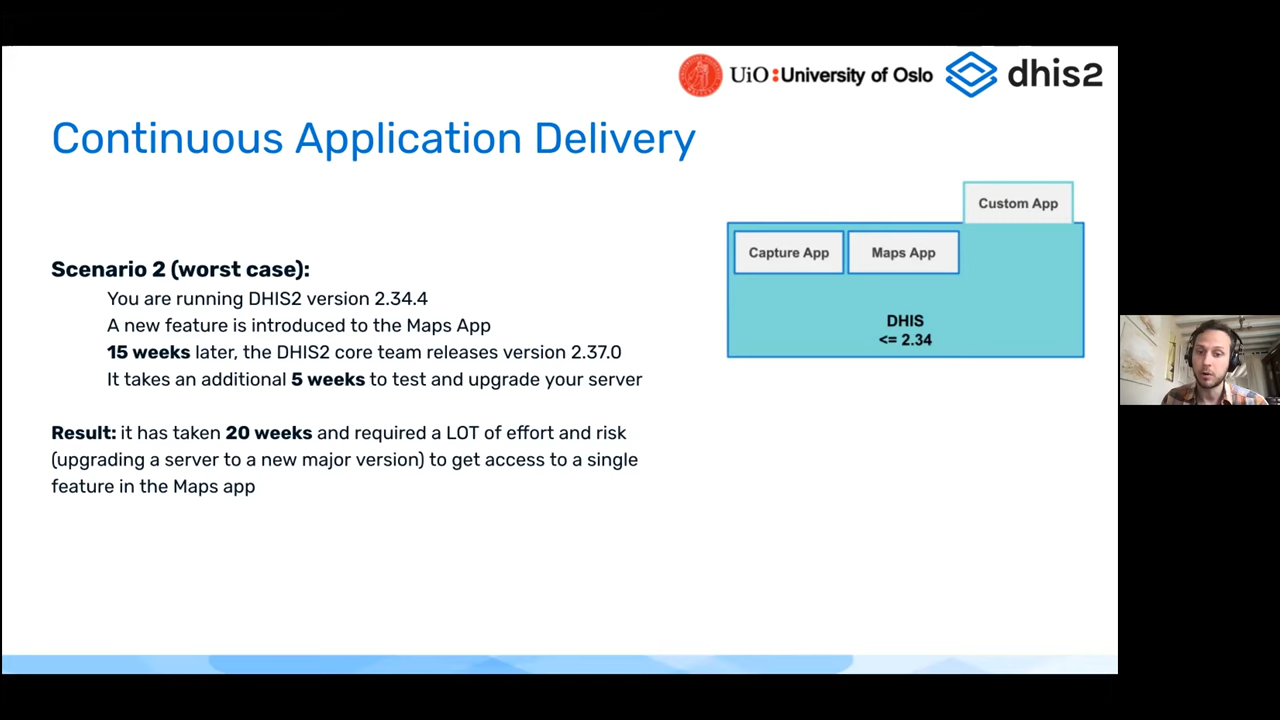 UiO:University of Oslo dhis2
Continuous Application Delivery
Custom App
Capture App Maps App
DHIS
<= 2.34
Scenario 2 (worst case):
You are running DHIS2 version 2.34.4
A new feature is introduced to the Maps App
15 weeks later, the DHIS2 core team releases version 2.37.0
It takes an additional 5 weeks to test and upgrade your server
Result: it has taken 20 weeks and required a LOT of effort and risk
(upgrading a server to a new major version) to get access to a single
feature in the Maps app